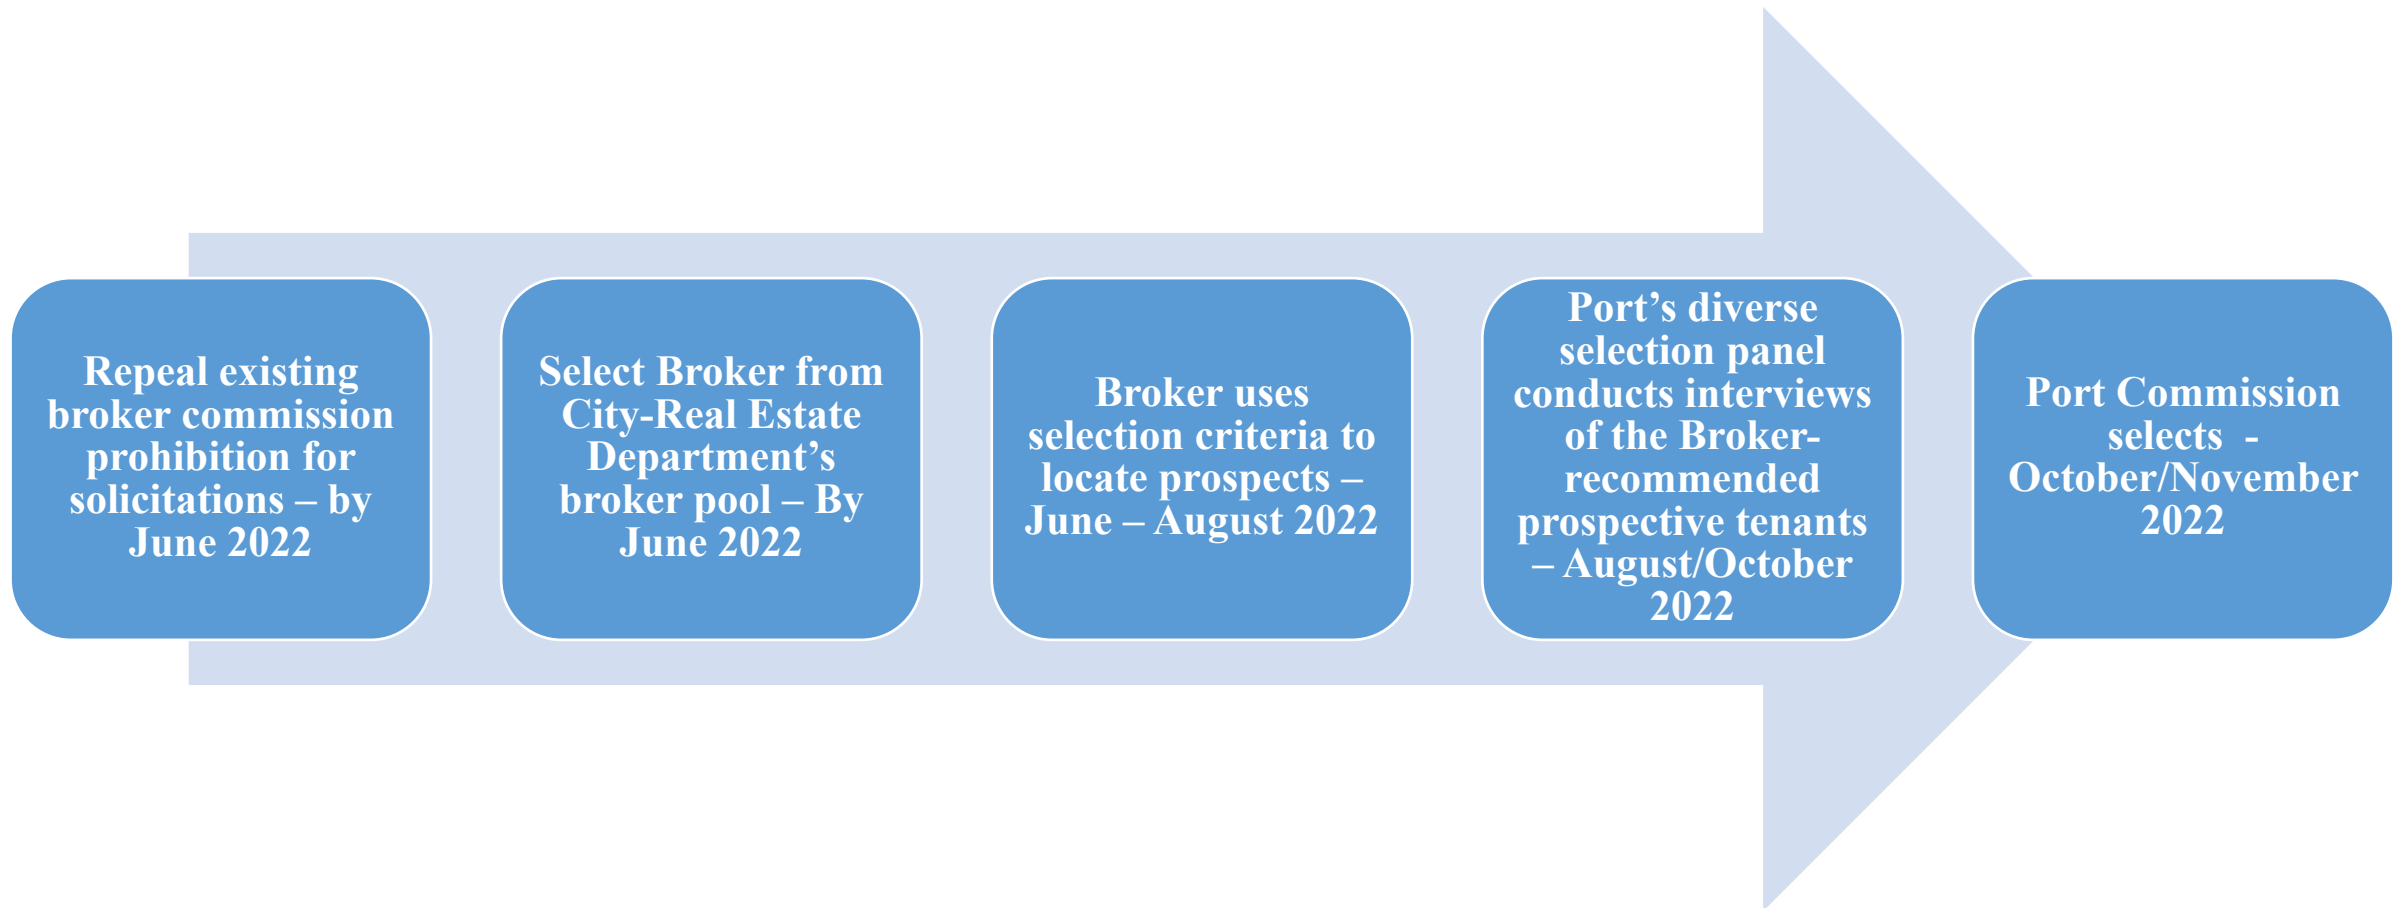 Repeal existing
broker commission
prohibition for
solicitations – by
June 2022
Select Broker from
City-Real Estate
Department’s
broker pool – By
June 2022
Broker uses
selection criteria to
locate prospects –
June – August 2022
Port’s diverse
selection panel
conducts interviews
of the Broker-
recommended
prospective tenants
– August/October
2022
Port Commission
selects  -
October/November
2022